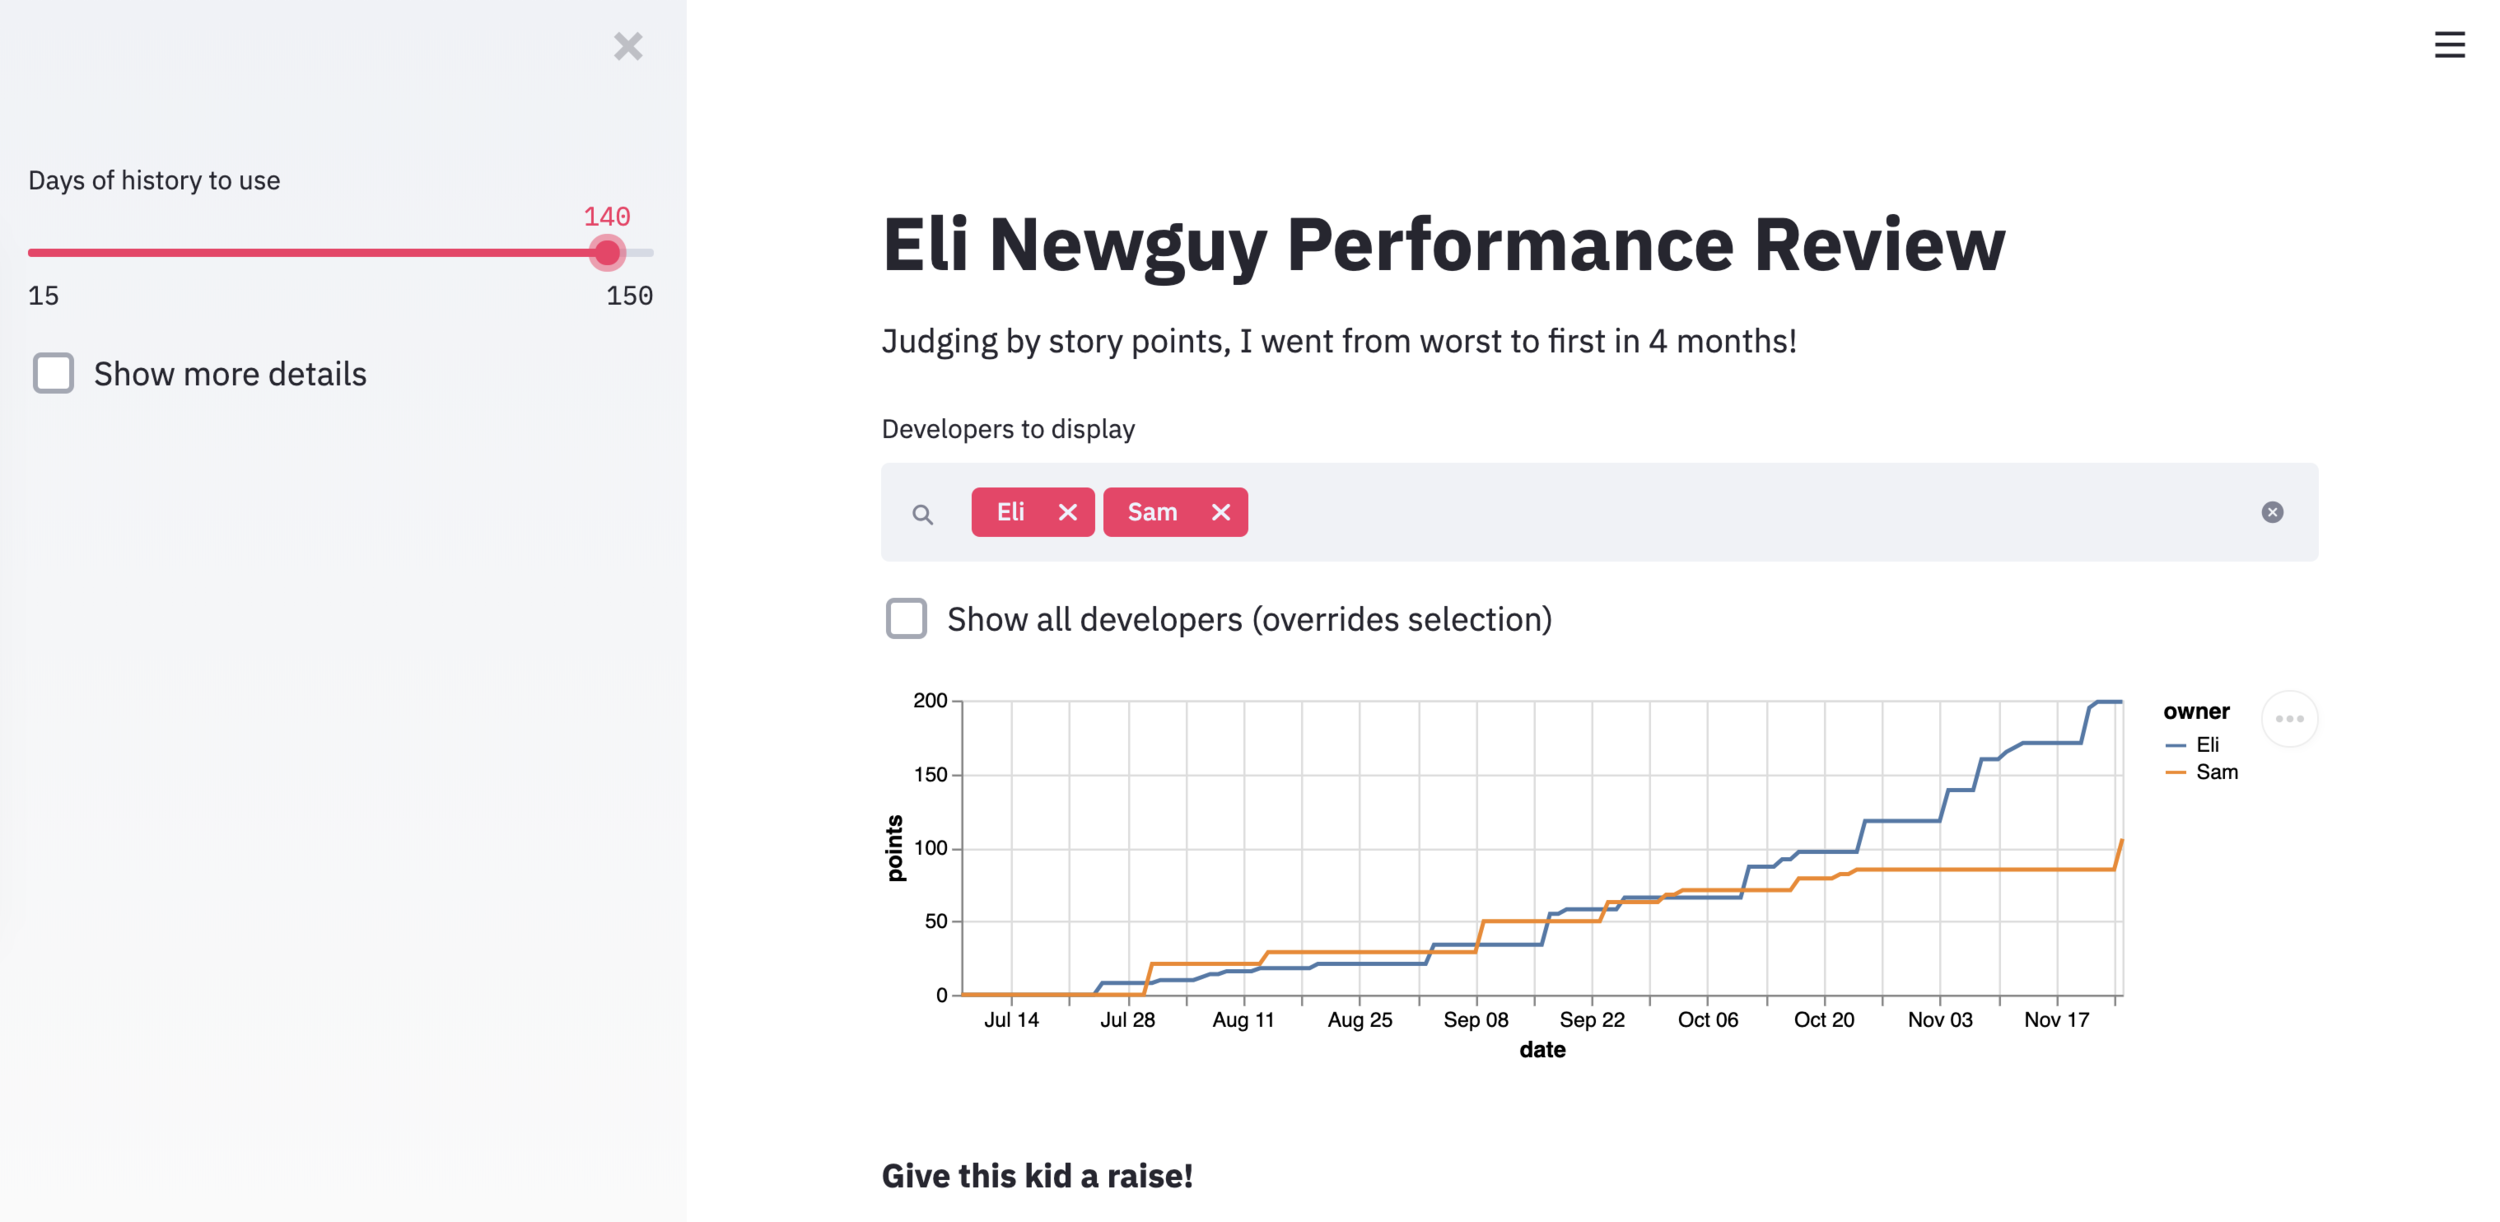 Days of history to use
140
15 150
Show more details
Eli Newguy Performance Review
Judging by story points, I went from worst to first in 4 months!
Developers to display
Eli Sam
Show all developers (overrides selection)
200
150
100
50
0
points
Jul 14 Jul 28 Aug 11 Aug 25 Sep 08 Sep 22 Oct 06 Oct 20 Nov 03 Nov 17
date
owner
Eli
Sam
Give this kid a raise!